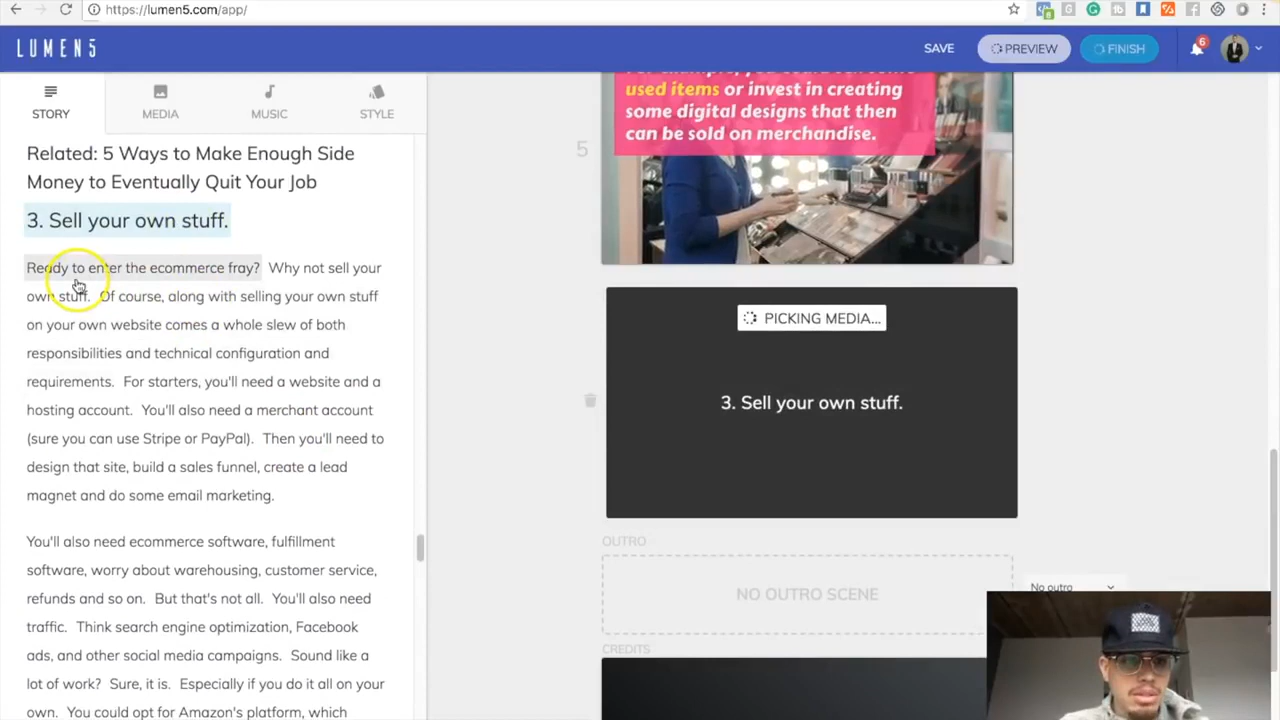 https://lumen5.com/app/
LUMEN5
SAVE
PREVIEW
FINISH
6
STORY
MEDIA
MUSIC
STYLE
Related: 5 Ways to Make Enough Side
Money to Eventually Quit Your Job
3. Sell your own stuff.
Ready to enter the ecommerce fray? Why not sell your
own stuff. Of course, along with selling your own stuff
on your own website comes a whole slew of both
responsibilities and technical configuration and
requirements. For starters, you'll need a website and a
hosting account. You'll also need a merchant account
(sure you can use Stripe or PayPal). Then you'll need to
design that site, build a sales funnel, create a lead
magnet and do some email marketing.
You'll also need ecommerce software, fulfillment
software, worry about warehousing, customer service,
refunds and so on. But that's not all. You'll also need
traffic. Think search engine optimization, Facebook
ads, and other social media campaigns. Sound like a
lot of work? Sure, it is. Especially if you do it all on your
own. You could opt for Amazon's platform, which
used items or invest in creating
some digital designs that then
can be sold on merchandise.
5
PICKING MEDIA...
3. Sell your own stuff.
OUTRO
NO OUTRO SCENE
No outro
CREDITS